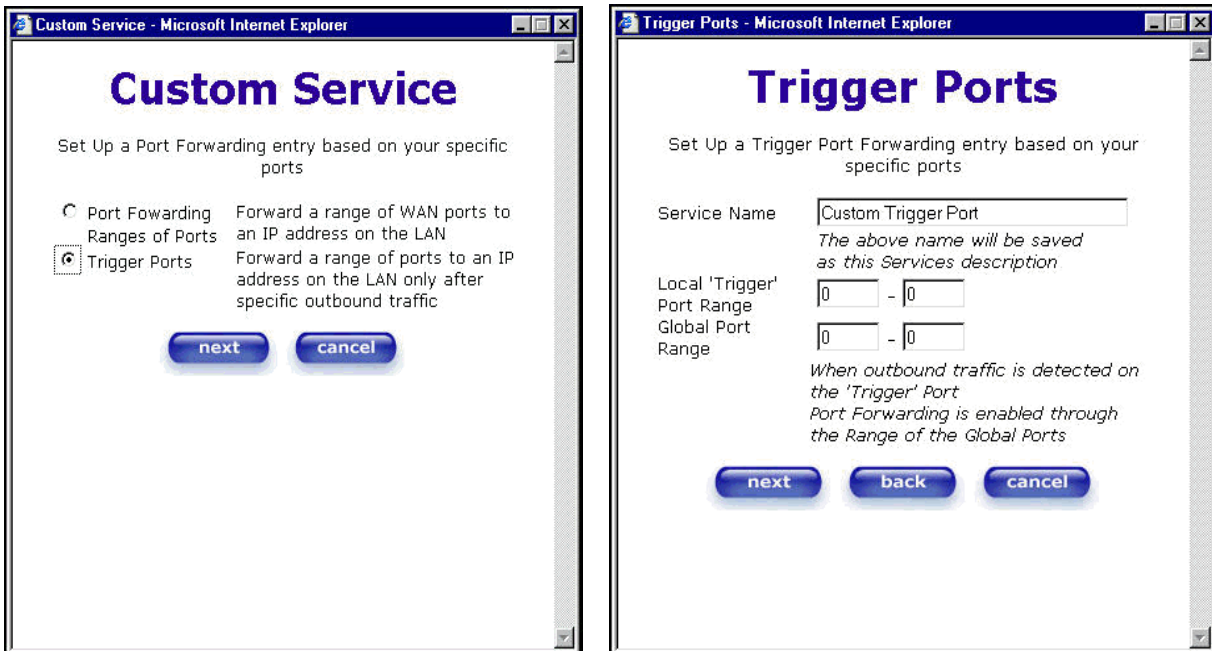 Custom Service - Microsoft Internet Explorer
Custom Service
Set Up a Port Forwarding entry based on your specific
ports
Port Fowarding
Ranges of Ports
Forward a range of WAN ports to
an IP address on the LAN
Trigger Ports
Forward a range of ports to an IP
address on the LAN only after
specific outbound traffic
next
cancel
Trigger Ports - Microsoft Internet Explorer
Trigger Ports
Set Up a Trigger Port Forwarding entry based on your
specific ports
Service Name
Custom Trigger Port
The above name will be saved
as this Services description
Local 'Trigger'
Port Range
0 - 0
Global Port
Range
0 - 0
When outbound traffic is detected on
the 'Trigger' Port
Port Forwarding is enabled through
the Range of the Global Ports
next
back
cancel